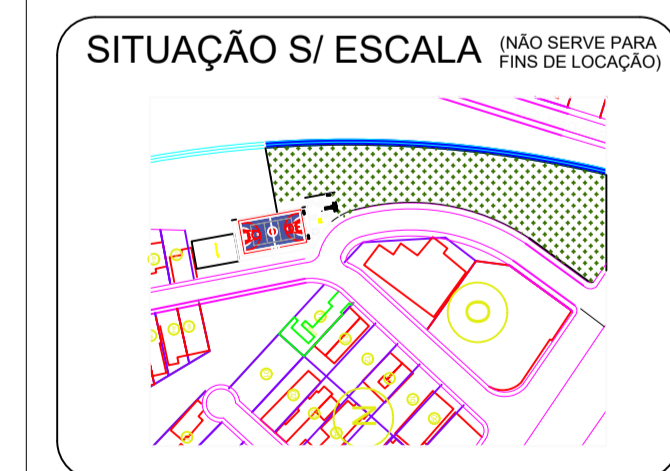 SITUAÇÃO S/ ESCALA
(NÃO SERVE PARA
FINS DE LOCAÇÃO)
O
N